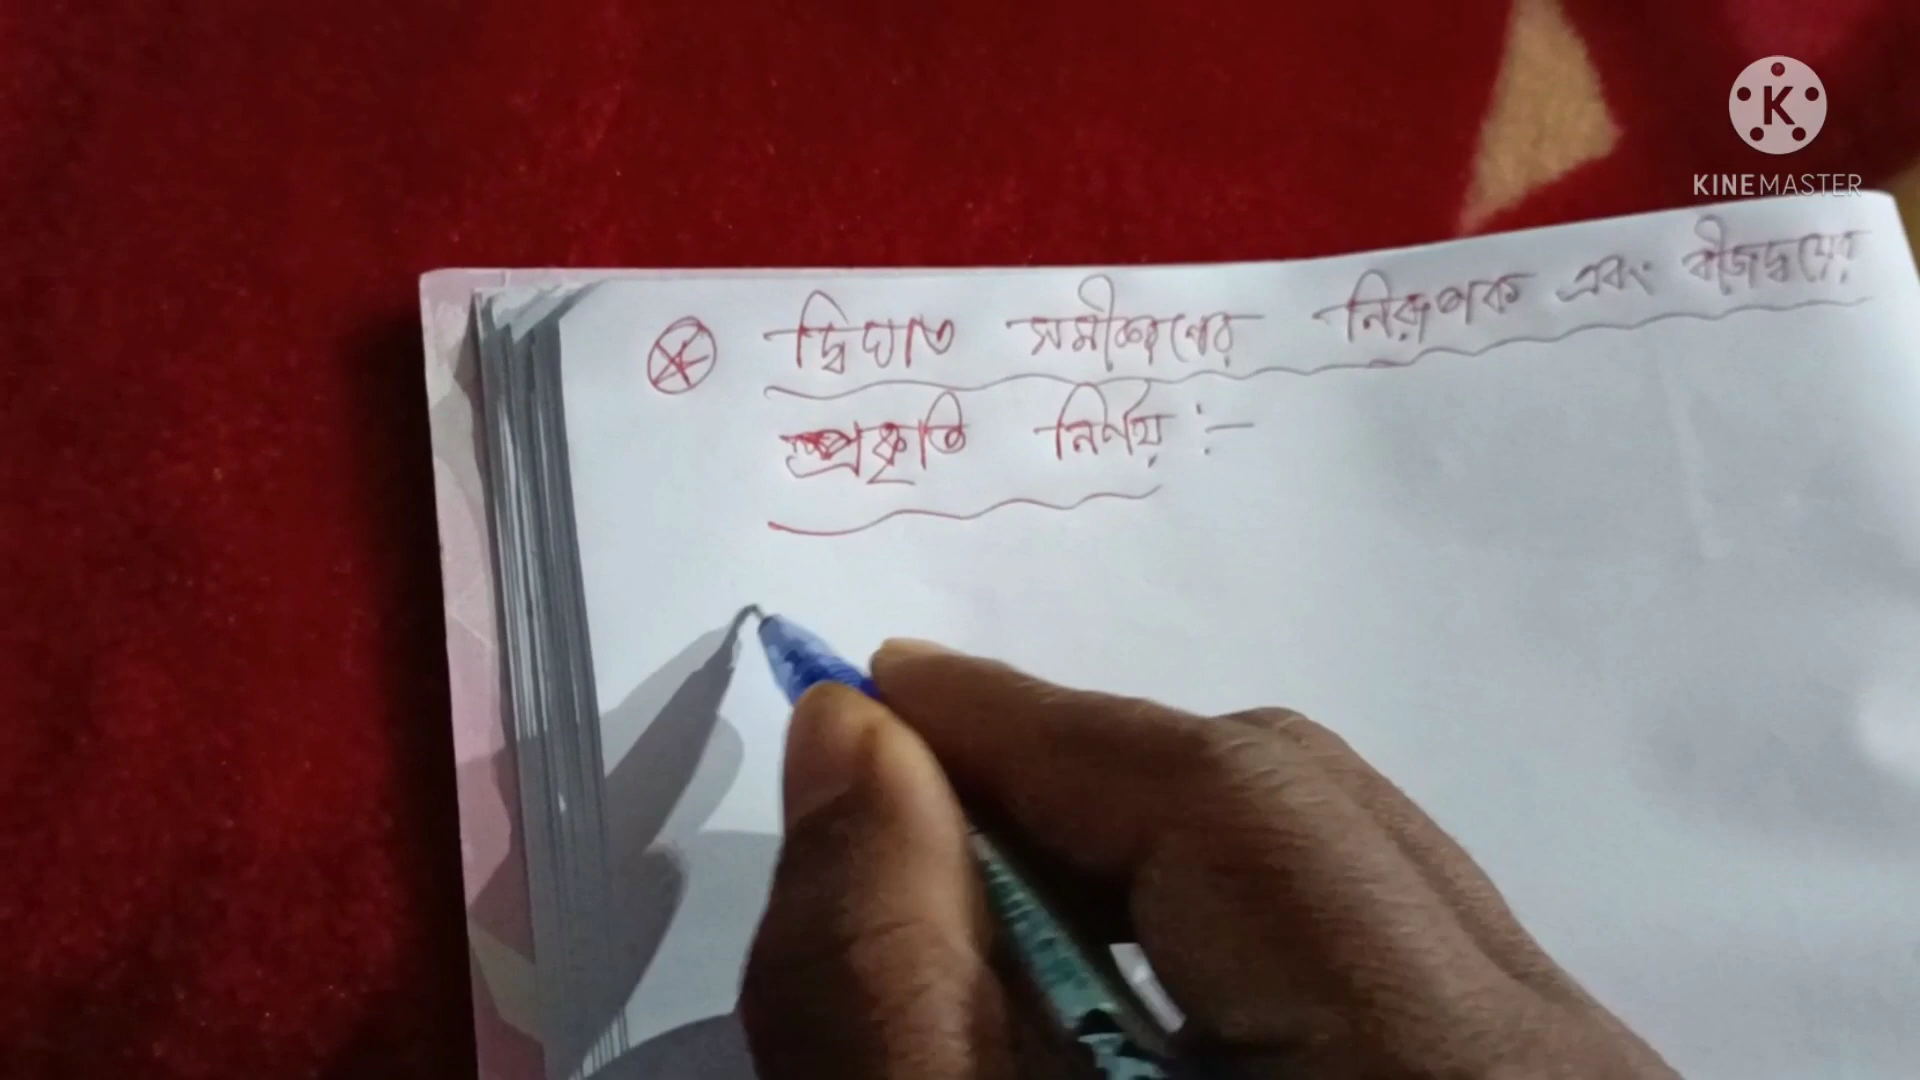 K
KINEMASTER
দ্বিঘাত সমীকরণের নিরূপক এবং বীজদ্বয়ের
প্রকৃতি নির্ণয় :-